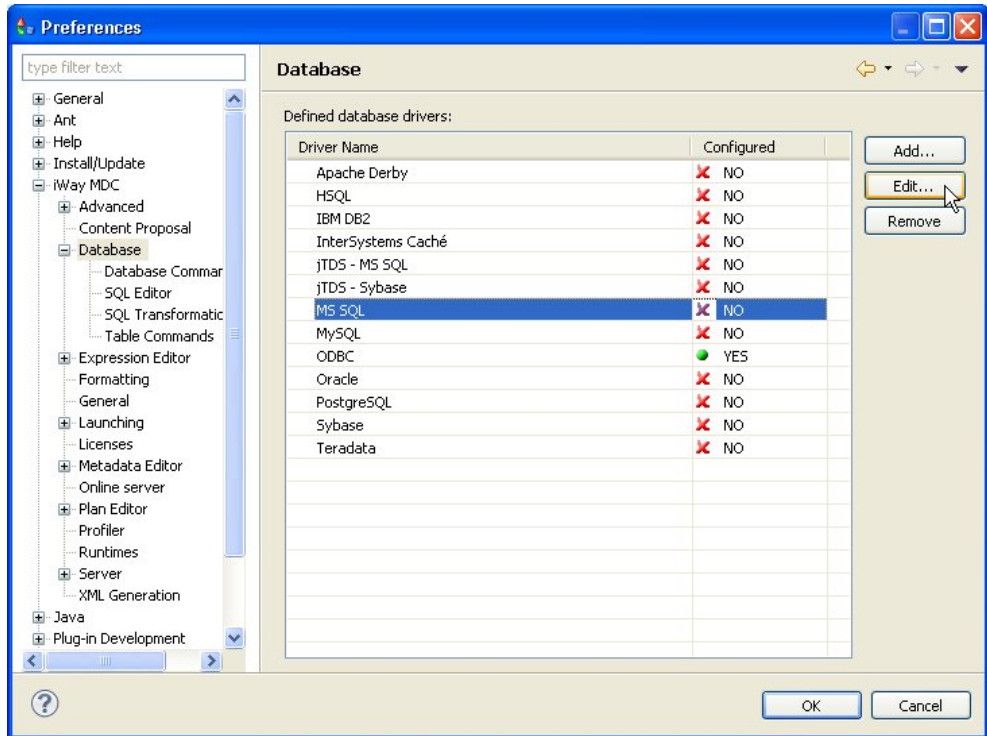 Preferences
type filter text
General
Ant
Help
Install/Update
iWay MDC
Advanced
Content Proposal
Database
Database Commar
SQL Editor
SQL Transformatic
Table Commands
Expression Editor
Formatting
General
Launching
Licenses
Metadata Editor
Online server
Plan Editor
Profiler
Runtimes
Server
XML Generation
Java
Plug-in Development
Database
Defined database drivers:
Driver Name Configured
Apache Derby NO
HSQL NO
IBM DB2 NO
InterSystems Caché NO
jTDS - MS SQL NO
jTDS - Sybase NO
MS SQL NO
MySQL NO
ODBC YES
Oracle NO
PostgreSQL NO
Sybase NO
Teradata NO
Add...
Edit...
Remove
?
OK Cancel